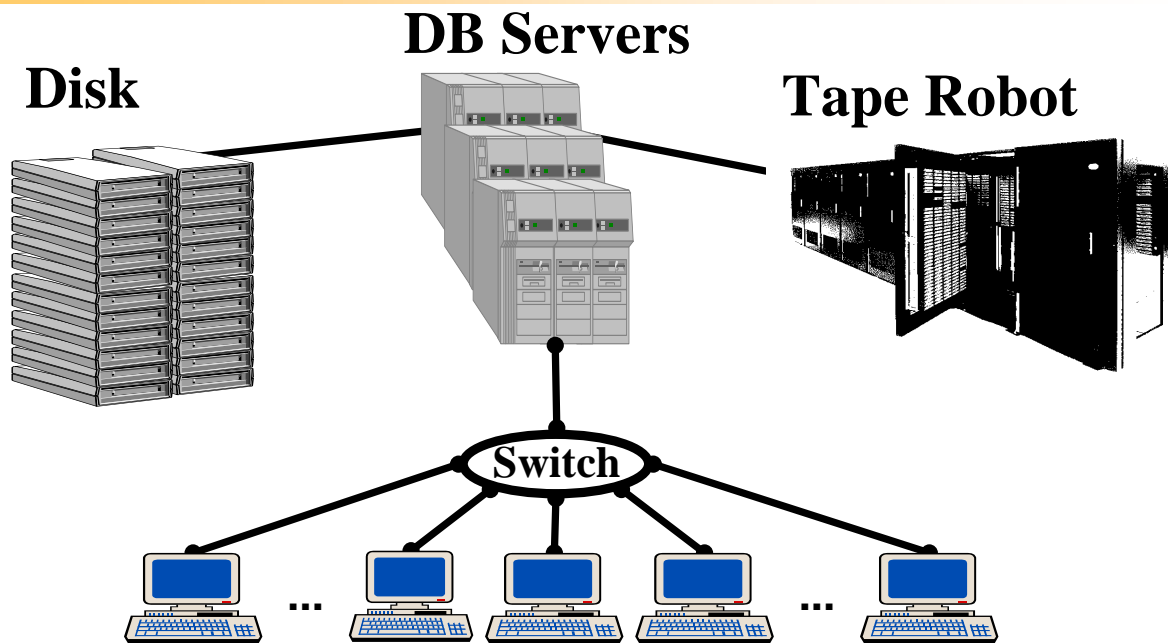 DB Servers
Disk
Tape Robot
Switch
...
...